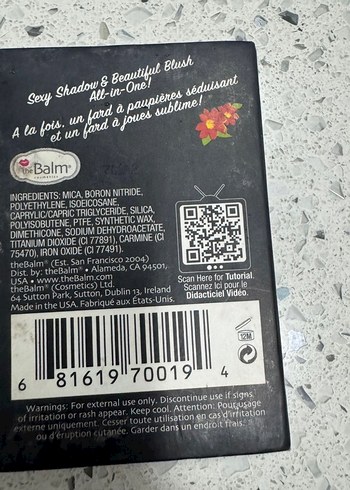 Sexy Shadow & Beautiful Blush
All-in-One!
A la fois, un fard à paupières séduisant
et un fard à joues sublime!
theBalm®
cosmetics
INGREDIENTS: MICA, BORON NITRIDE,
POLYETHYLENE, ISOEICOSANE,
CAPRYLIC/CAPRIC TRIGLYCERIDE, SILICA,
POLYISOBUTENE, PTFE, SYNTHETIC WAX,
DIMETHICONE, SODIUM DEHYDROACETATE,
TITANIUM DIOXIDE (CI 77891), CARMINE (CI
75470), IRON OXIDE (CI 77491).
theBalm® (Est. San Francisco 2004)
Dist. by: theBalm® • Alameda, CA 94501,
USA • www.theBalm.com
theBalm® (Cosmetics) Ltd.
64 Sutton Park, Sutton, Dublin 13, Ireland
Made in the USA. Fabriqué aux États-Unis.
Scan Here for Tutorial.
Scannez Ici pour le
Didacticiel Vidéo.
12M
6 81619 70019 4
Warnings: For external use only. Discontinue use if signs
of irritation or rash appear. Keep cool. Attention: Pour usage
externe uniquement. Cesser toute utilisation en cas d'irritation
ou d'éruption cutanée. Garder dans un endroit frais.